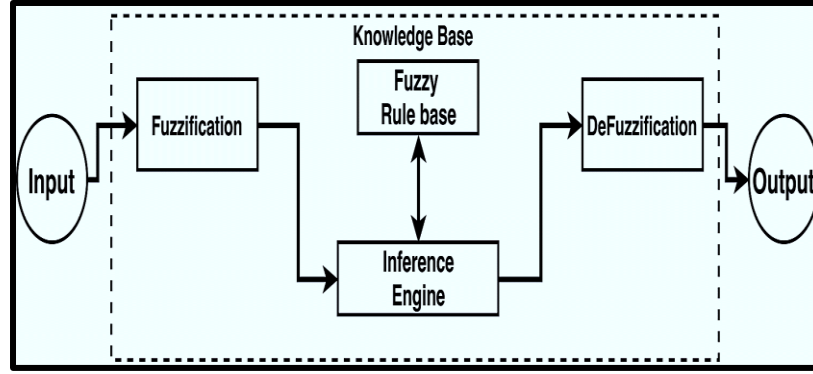 Knowledge Base
Input
Fuzzification
Fuzzy
Rule base
DeFuzzification
Output
Inference
Engine